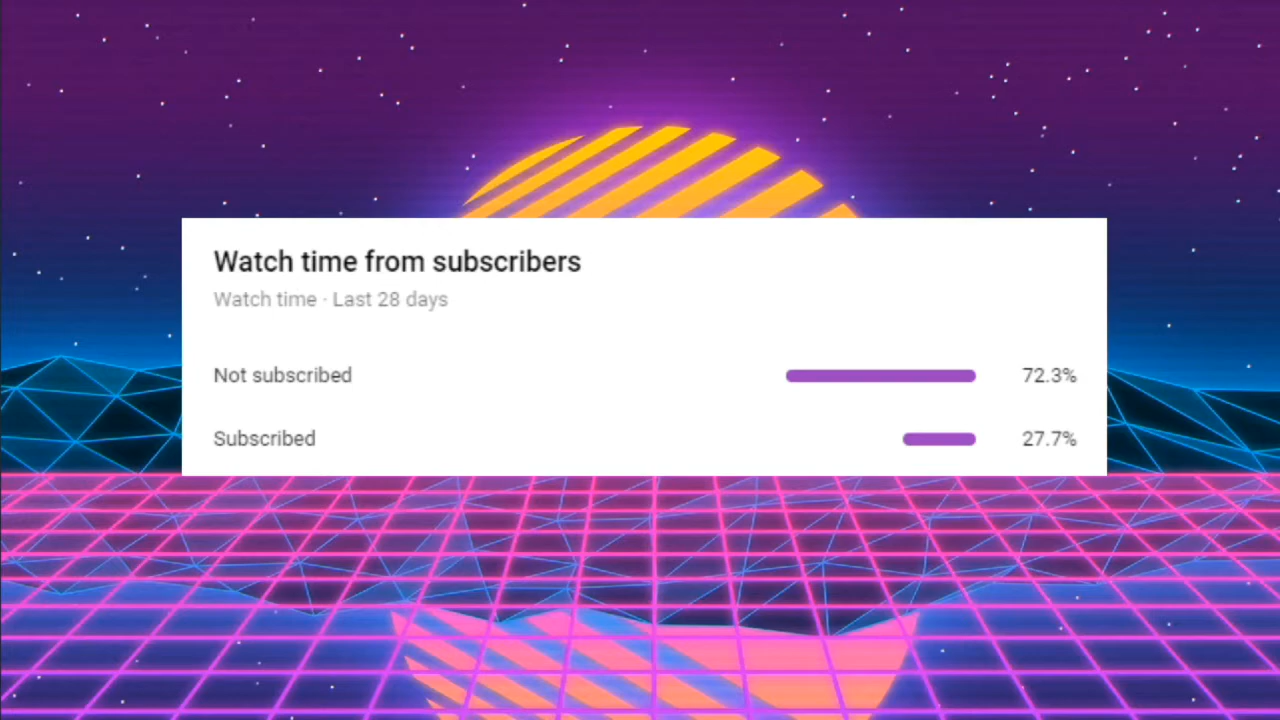 Watch time from subscribers
Watch time · Last 28 days
Not subscribed 72.3%
Subscribed 27.7%